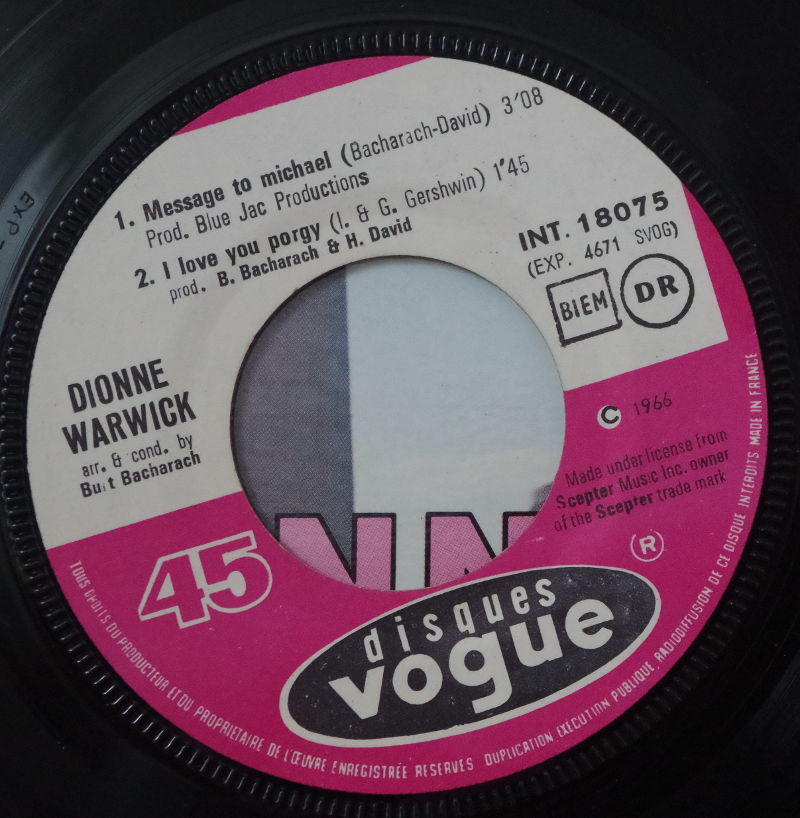 1. Message to michael (Bacharach-David) 3'08
Prod. Blue Jac Productions
2. I love you porgy (I. & G. Gershwin) 1'45
prod. B. Bacharach & H. David
INT. 18075
(EXP. 4671 SVOG)
BIEM DR
DIONNE
WARWICK
arr. & cond. by
Burt Bacharach
© 1966
Made under license from
Scepter Music Inc. owner
of the Scepter trade mark
45
®
disques
vogue
TOUS DROITS DU PRODUCTEUR ET DU PROPRIETAIRE DE L'ŒUVRE ENREGISTRÉE RESERVES DUPLICATION, EXECUTION PUBLIQUE, RADIODIFFUSION DE CE DISQUE INTERDITS MADE IN FRANCE
EXP
NN